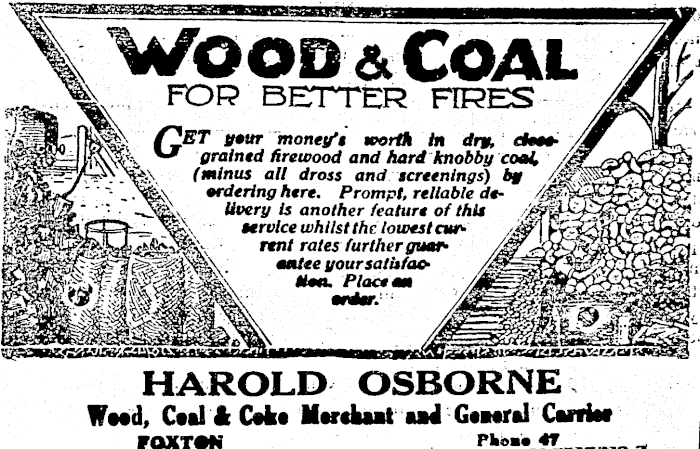 WOOD & COAL
FOR BETTER FIRES
GET your money's worth in dry, close-
grained firewood and hard knobby coal,
(minus all dross and screenings) by
ordering here. Prompt, reliable de-
livery is another feature of this
service whilst the lowest cur-
rent rates further guar-
antee your satisfac-
tion. Place an
order.
HAROLD OSBORNE
Wood, Coal & Coke Merchant and General Carrier
FOXTON Phone 47